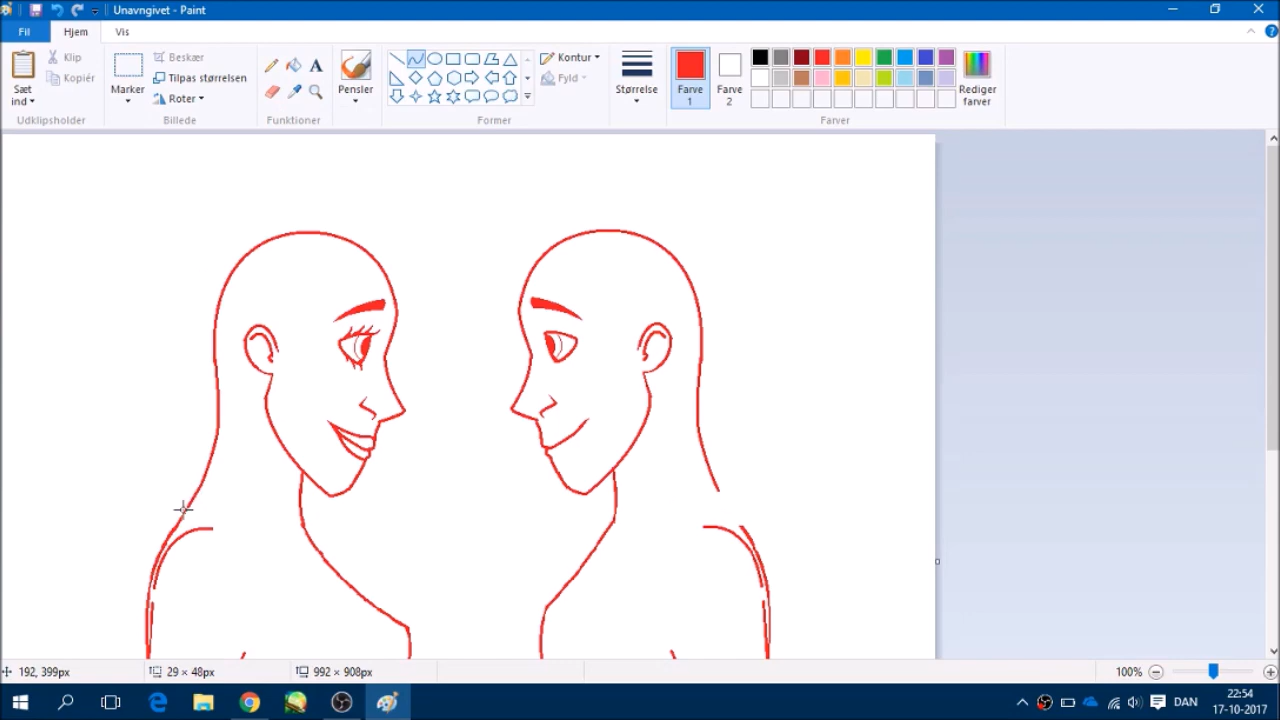 Unavngivet - Paint
Fil Hjem Vis
Sæt ind
Klip
Kopiér
Udklipsholder
Marker
Beskær
Tilpas størrelsen
Roter
Billede
A
Funktioner
Pensler
Kontur
Fyld
Former
Størrelse
Farve 1
Farve 2
Rediger farver
Farver
192, 399px
29 × 48px
992 × 908px
100%
DAN
22:54
17-10-2017